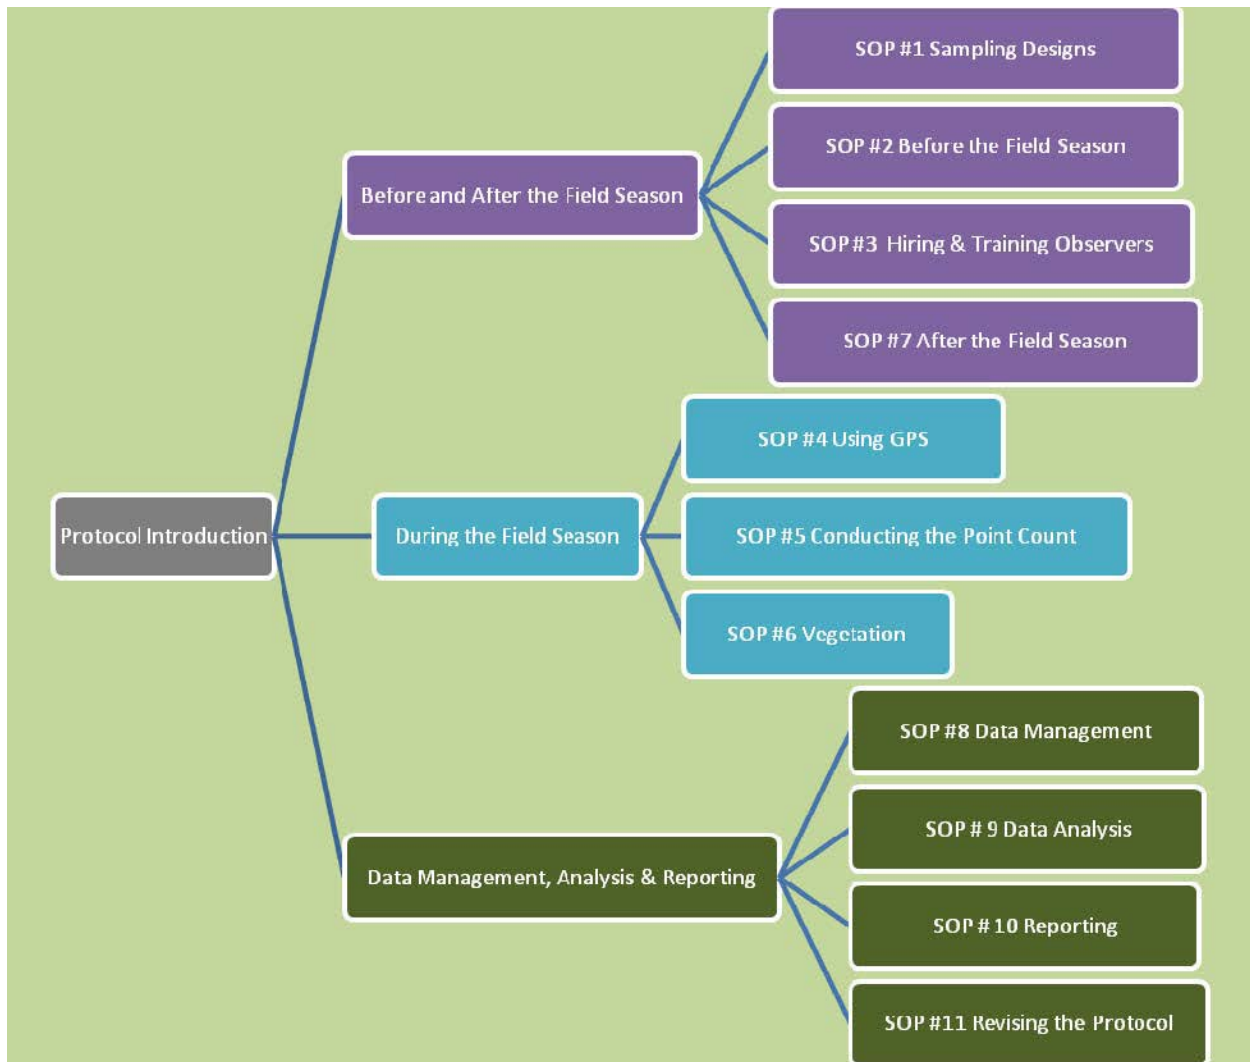 SOP #1 Sampling Designs
SOP #2 Before the Field Season
Before and After the Field Season
SOP #3 Hiring & Training Observers
SOP #7 After the Field Season
SOP #4 Using GPS
Protocol Introduction
During the Field Season
SOP #5 Conducting the Point Count
SOP #6 Vegetation
SOP #8 Data Management
SOP # 9 Data Analysis
Data Management, Analysis & Reporting
SOP # 10 Reporting
SOP #11 Revising the Protocol